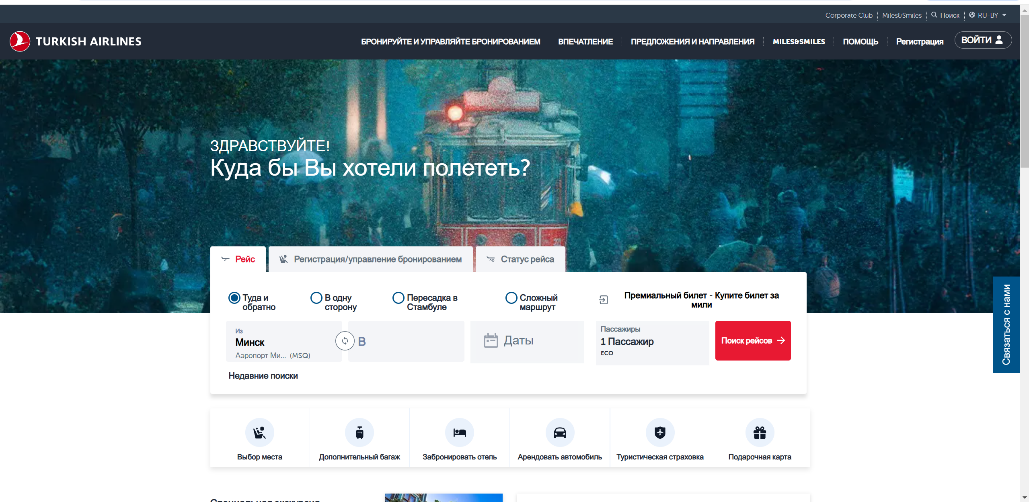 Corporate Club
Miles&Smiles
Поиск
RU-BY
TURKISH AIRLINES
БРОНИРУЙТЕ И УПРАВЛЯЙТЕ БРОНИРОВАНИЕМ
ВПЕЧАТЛЕНИЕ
ПРЕДЛОЖЕНИЯ И НАПРАВЛЕНИЯ
MILES&SMILES
ПОМОЩЬ
Регистрация
ВОЙТИ
ЗДРАВСТВУЙТЕ!
Куда бы Вы хотели полететь?
Рейс
Регистрация/управление бронированием
Статус рейса
Туда и
обратно
В одну
сторону
Пересадка в
Стамбуле
Сложный
маршрут
Премиальный билет - Купите билет за
мили
Из
Минск
Аэропорт Ми... (MSQ)
В
Даты
Пассажиры
1 Пассажир
ECO
Поиск рейсов
Недавние поиски
Связаться с нами
Выбор места
Дополнительный багаж
Забронировать отель
Арендовать автомобиль
Туристическая страховка
Подарочная карта